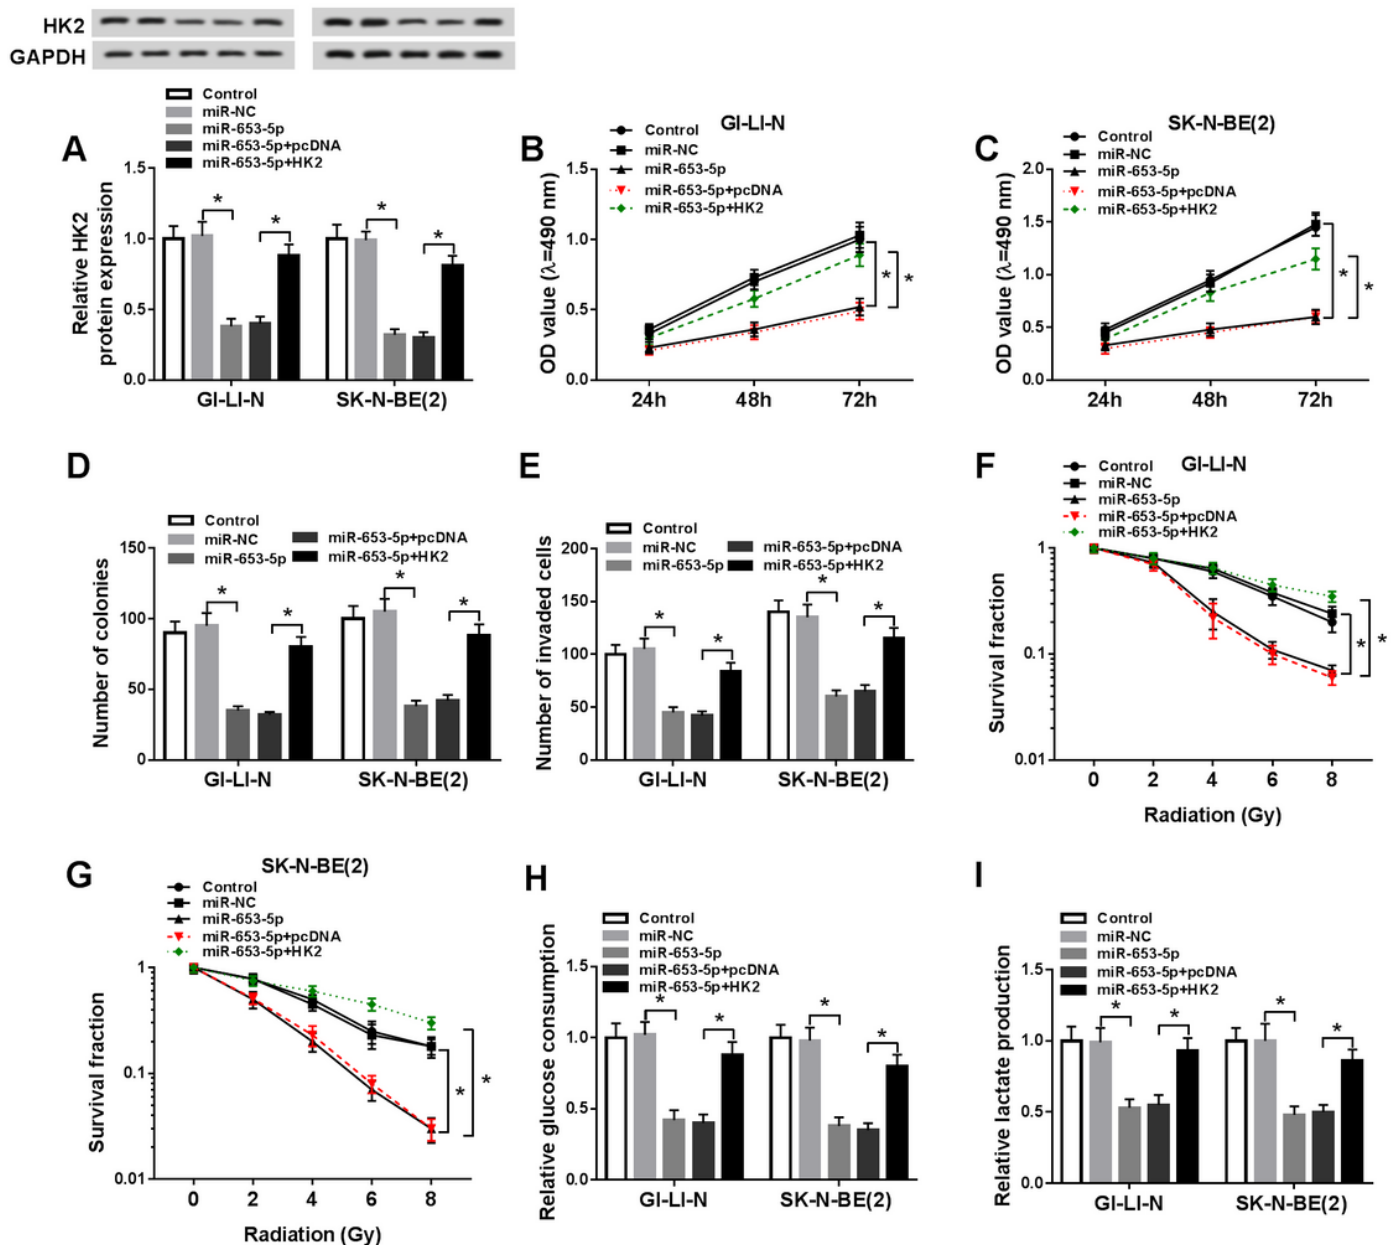 HK2
GAPDH
A
Control
miR-NC
miR-653-5p
miR-653-5p+pcDNA
miR-653-5p+HK2
Relative HK2
protein expression
1.5
1.0
0.5
0.0
* * * *
GI-LI-N SK-N-BE(2)
B
GI-LI-N
Control
miR-NC
miR-653-5p
miR-653-5p+pcDNA
miR-653-5p+HK2
OD value (λ=490 nm)
1.5
1.0
0.5
0.0
* *
24h 48h 72h
C
SK-N-BE(2)
Control
miR-NC
miR-653-5p
miR-653-5p+pcDNA
miR-653-5p+HK2
OD value (λ=490 nm)
2.0
1.5
1.0
0.5
0.0
* *
24h 48h 72h
D
Control
miR-NC miR-653-5p+pcDNA
miR-653-5p miR-653-5p+HK2
Number of colonies
150
100
50
0
* * * *
GI-LI-N SK-N-BE(2)
E
Control
miR-NC miR-653-5p+pcDNA
miR-653-5p miR-653-5p+HK2
Number of invaded cells
200
150
100
50
0
* * * *
GI-LI-N SK-N-BE(2)
F
GI-LI-N
Control
miR-NC
miR-653-5p
miR-653-5p+pcDNA
miR-653-5p+HK2
Survival fraction
1
0.1
0.01
* *
0 2 4 6 8
Radiation (Gy)
G
SK-N-BE(2)
Control
miR-NC
miR-653-5p
miR-653-5p+pcDNA
miR-653-5p+HK2
Survival fraction
1
0.1
0.01
* *
0 2 4 6 8
Radiation (Gy)
H
Control
miR-NC
miR-653-5p
miR-653-5p+pcDNA
miR-653-5p+HK2
Relative glucose consumption
1.5
1.0
0.5
0.0
* * * *
GI-LI-N SK-N-BE(2)
I
Control
miR-NC
miR-653-5p
miR-653-5p+pcDNA
miR-653-5p+HK2
Relative lactate production
1.5
1.0
0.5
0.0
* * * *
GI-LI-N SK-N-BE(2)